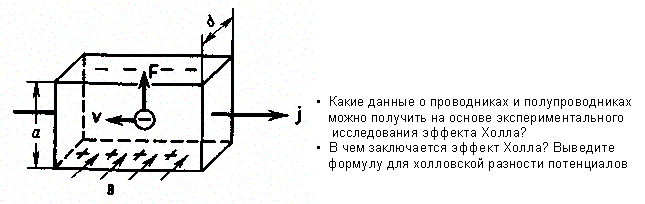 δ
F
V
j
a
B
• Какие данные о проводниках и полупроводниках
можно получить на основе экспериментального
исследования эффекта Холла?
• В чем заключается эффект Холла? Выведите
формулу для холловской разности потенциалов